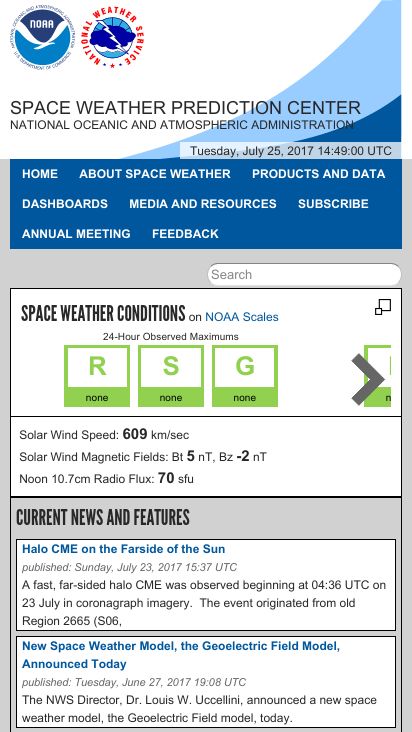 NOAA
NATIONAL OCEANIC AND ATMOSPHERIC ADMINISTRATION
U.S. DEPARTMENT OF COMMERCE
NATIONAL WEATHER SERVICE
SPACE WEATHER PREDICTION CENTER
NATIONAL OCEANIC AND ATMOSPHERIC ADMINISTRATION
Tuesday, July 25, 2017 14:49:00 UTC
HOME ABOUT SPACE WEATHER PRODUCTS AND DATA
DASHBOARDS MEDIA AND RESOURCES SUBSCRIBE
ANNUAL MEETING FEEDBACK
Search
SPACE WEATHER CONDITIONS on NOAA Scales
24-Hour Observed Maximums
R S G
none none none n
Solar Wind Speed: 609 km/sec
Solar Wind Magnetic Fields: Bt 5 nT, Bz -2 nT
Noon 10.7cm Radio Flux: 70 sfu
CURRENT NEWS AND FEATURES
Halo CME on the Farside of the Sun
published: Sunday, July 23, 2017 15:37 UTC
A fast, far-sided halo CME was observed beginning at 04:36 UTC on
23 July in coronagraph imagery. The event originated from old
Region 2665 (S06,
New Space Weather Model, the Geoelectric Field Model,
Announced Today
published: Tuesday, June 27, 2017 19:08 UTC
The NWS Director, Dr. Louis W. Uccellini, announced a new space
weather model, the Geoelectric Field model, today.